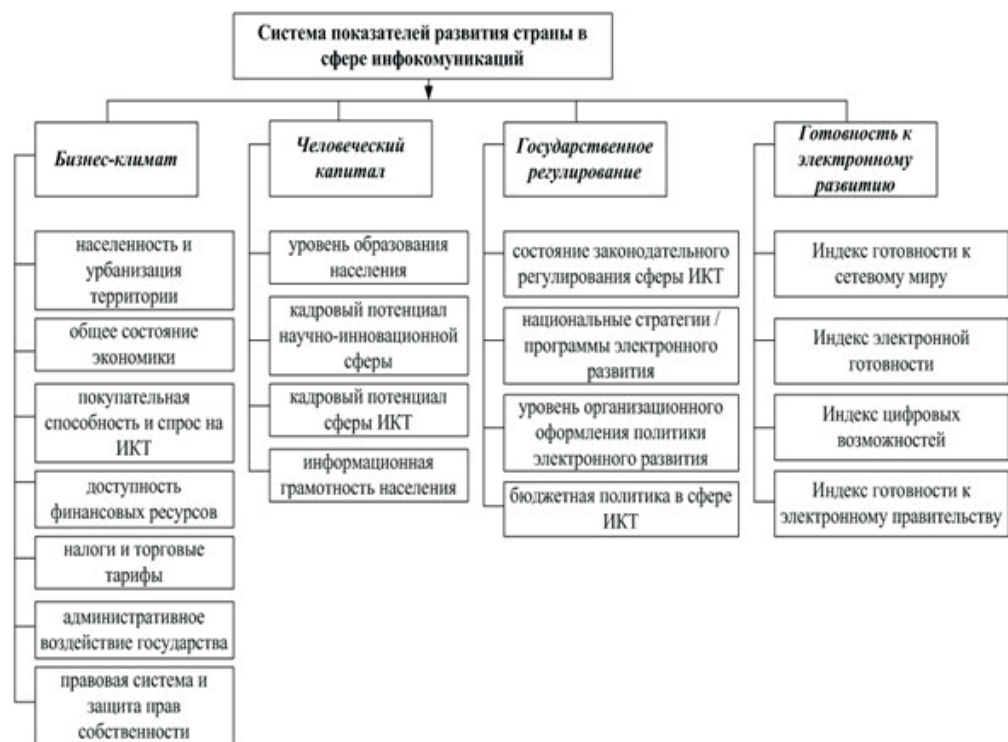 Система показателей развития страны в
сфере инфокомуникаций
Бизнес-климат
населенность и
урбанизация
территории
общее состояние
экономики
покупательная
способность и спрос на
ИКТ
доступность
финансовых ресурсов
налоги и торговые
тарифы
административное
воздействие государства
правовая система и
защита прав
собственности
Человеческий
капитал
уровень образования
населения
кадровый потенциал
научно-инновационной
сферы
кадровый потенциал
сферы ИКТ
информационная
грамотность населения
Государственное
регулирование
состояние законодательного
регулирования сферы ИКТ
национальные стратегии /
программы электронного
развития
уровень организационного
оформления политики
электронного развития
бюджетная политика в сфере
ИКТ
Готовность к
электронному
развитию
Индекс готовности к
сетевому миру
Индекс электронной
готовности
Индекс цифровых
возможностей
Индекс готовности к
электронному правительству